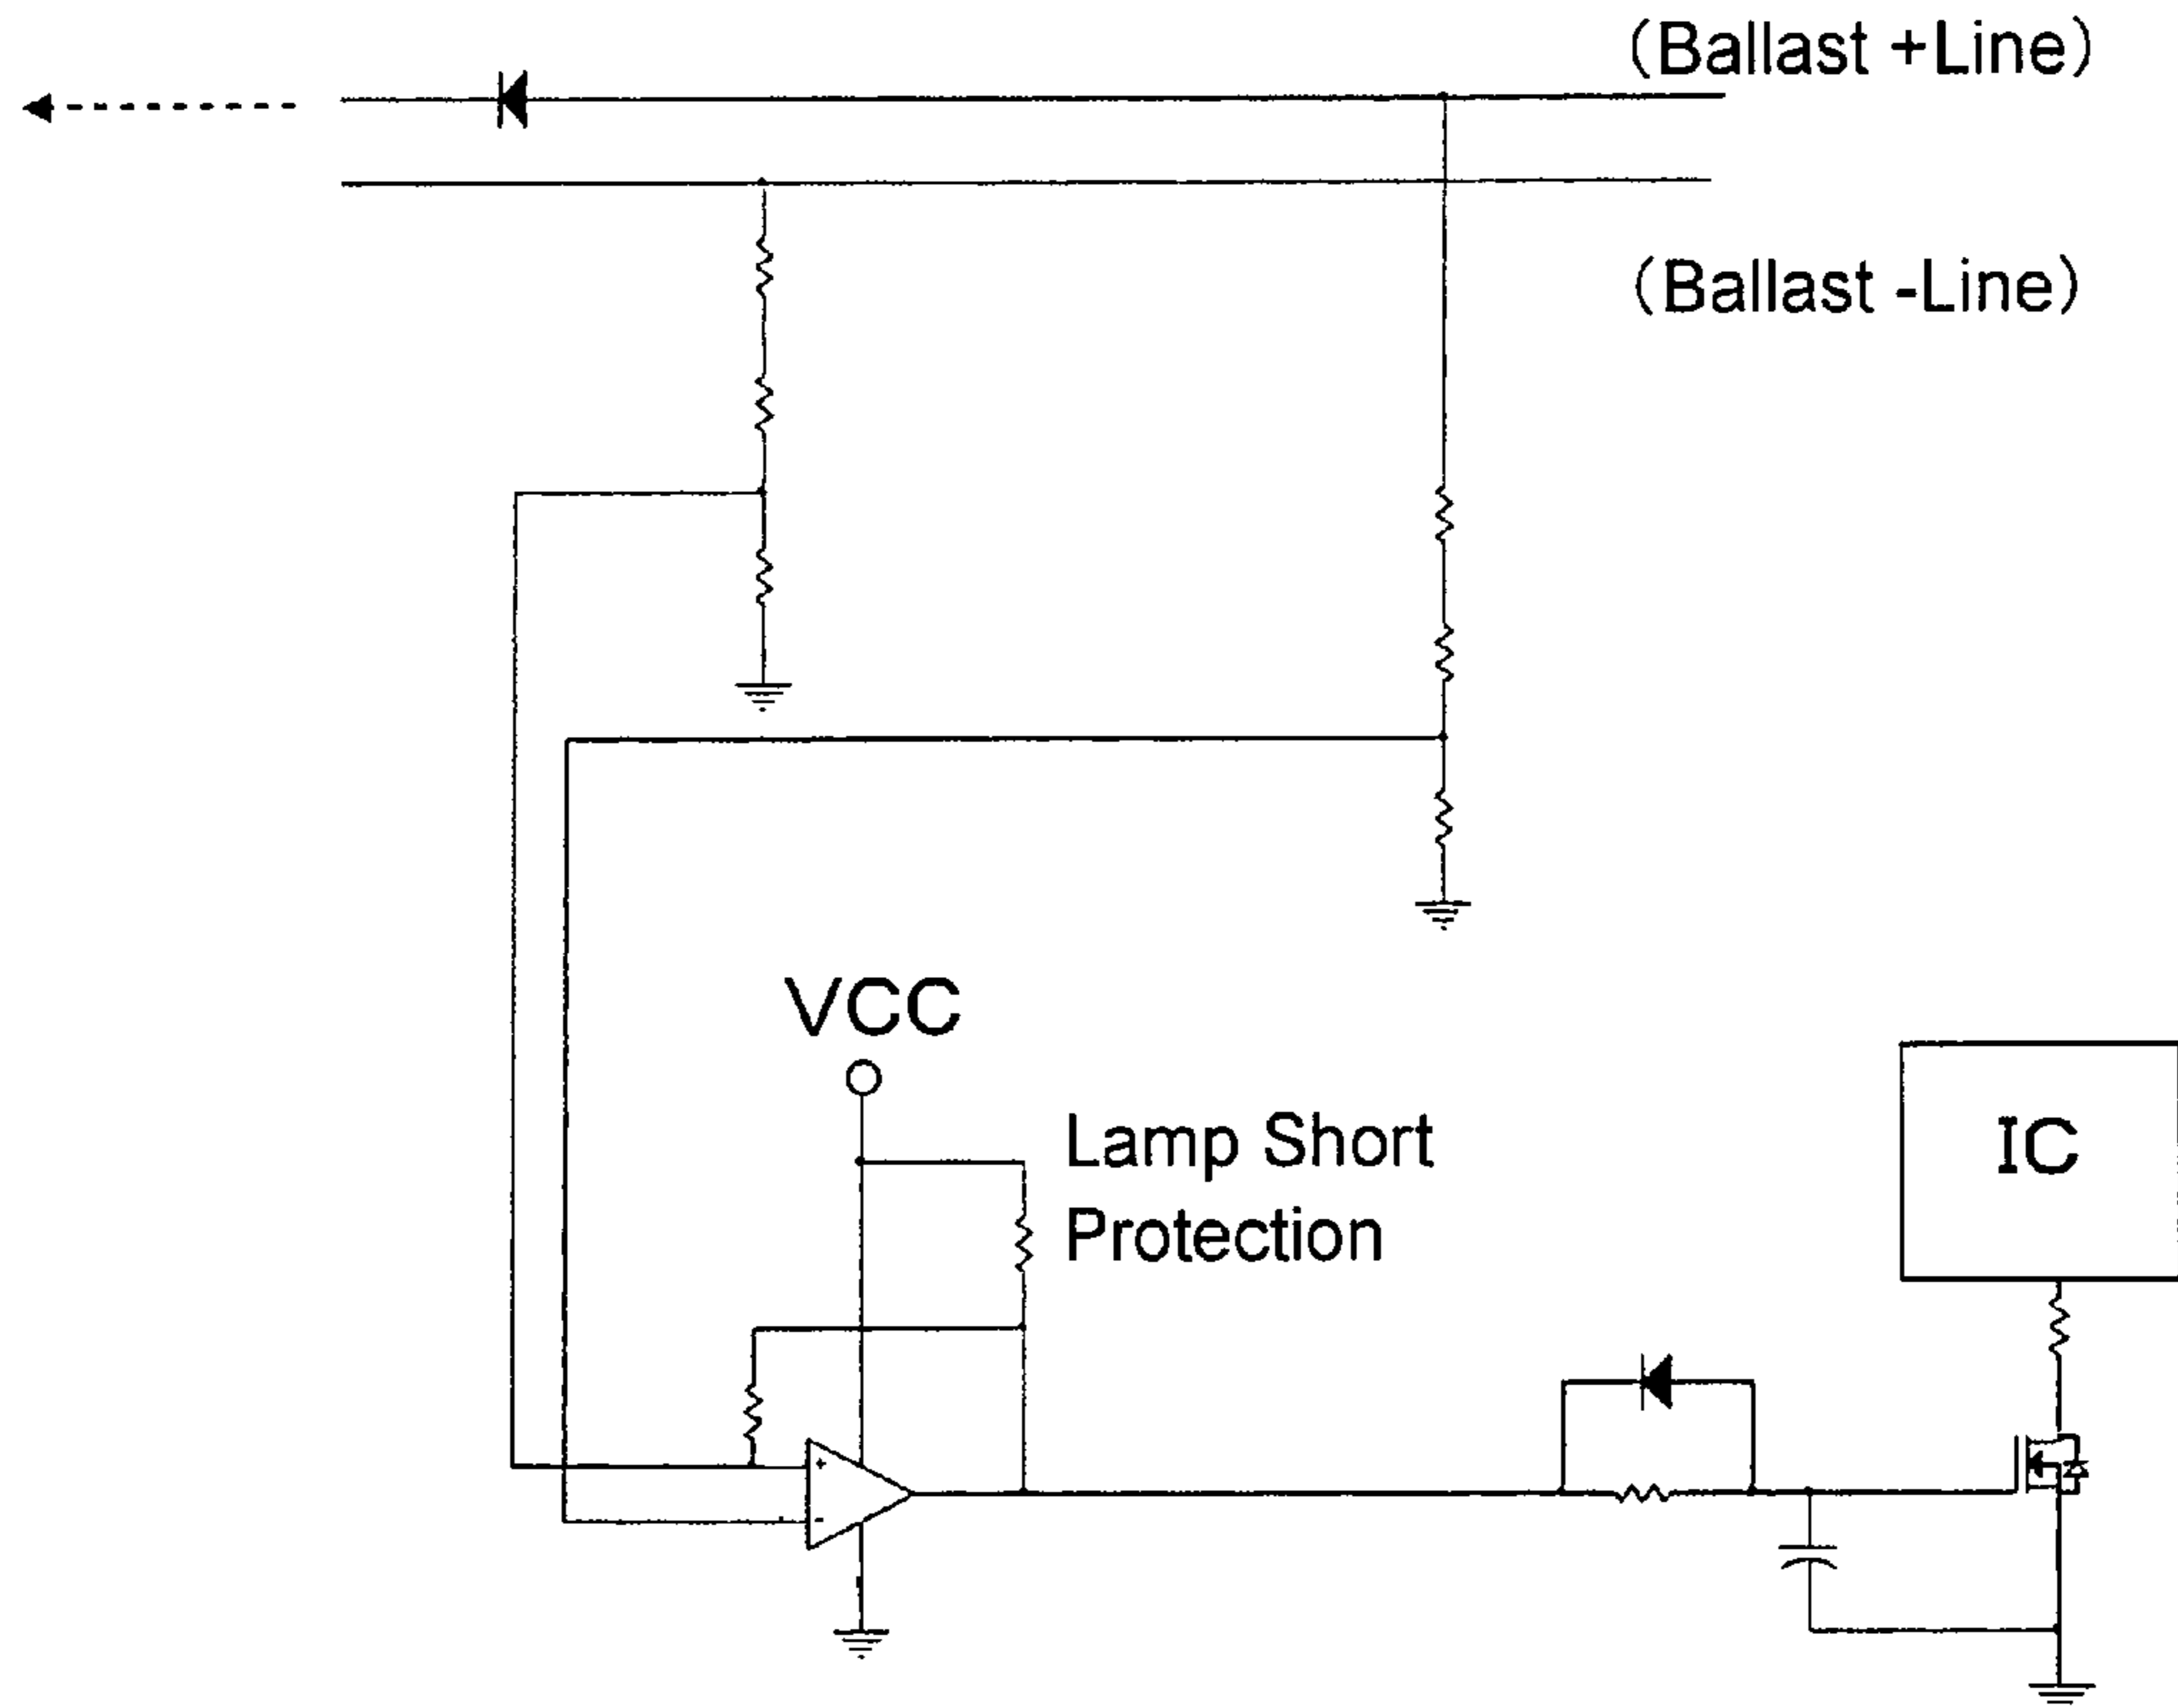 (Ballast +Line)
(Ballast -Line)
VCC
Lamp Short
Protection
IC
+
-